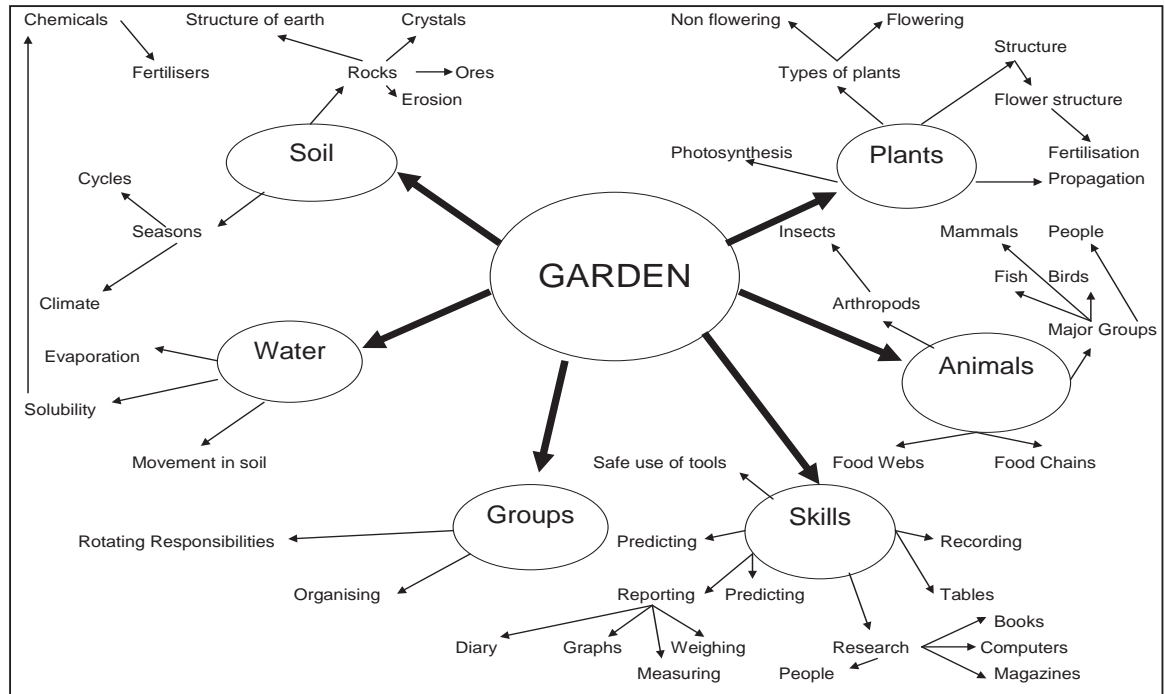 Chemicals
Structure of earth
Crystals
Non flowering
Flowering
Fertilisers
Rocks
Ores
Erosion
Types of plants
Structure
Flower structure
Soil
Plants
Photosynthesis
Fertilisation
Propagation
Cycles
Seasons
Climate
GARDEN
Insects
Mammals
People
Fish
Birds
Arthropods
Major Groups
Water
Evaporation
Solubility
Movement in soil
Animals
Food Webs
Food Chains
Groups
Rotating Responsibilities
Organising
Safe use of tools
Skills
Predicting
Recording
Reporting
Predicting
Tables
Diary
Graphs
Weighing
Measuring
Research
People
Books
Computers
Magazines